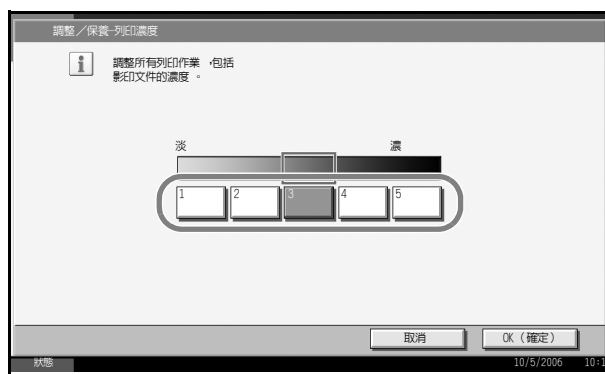 調整／保養-列印濃度
i
調整所有列印作業，包括
影印文件的濃度。
淡 濃
1 2 3 4 5
取消 OK（確定）
狀態 10/5/2006 10:1